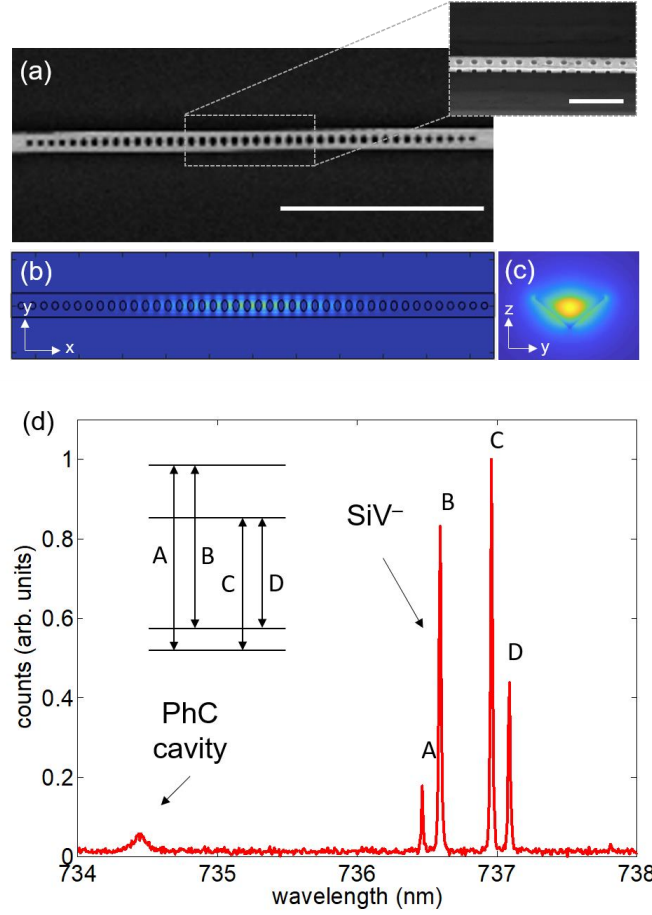 (a)
(b)
y
x
(c)
z
y
(d)
1
0.8
0.6
0.4
0.2
0
counts (arb. units)
A
B
C
D
PhC
cavity
SiV⁻
A
B
C
D
734
735
736
737
738
wavelength (nm)